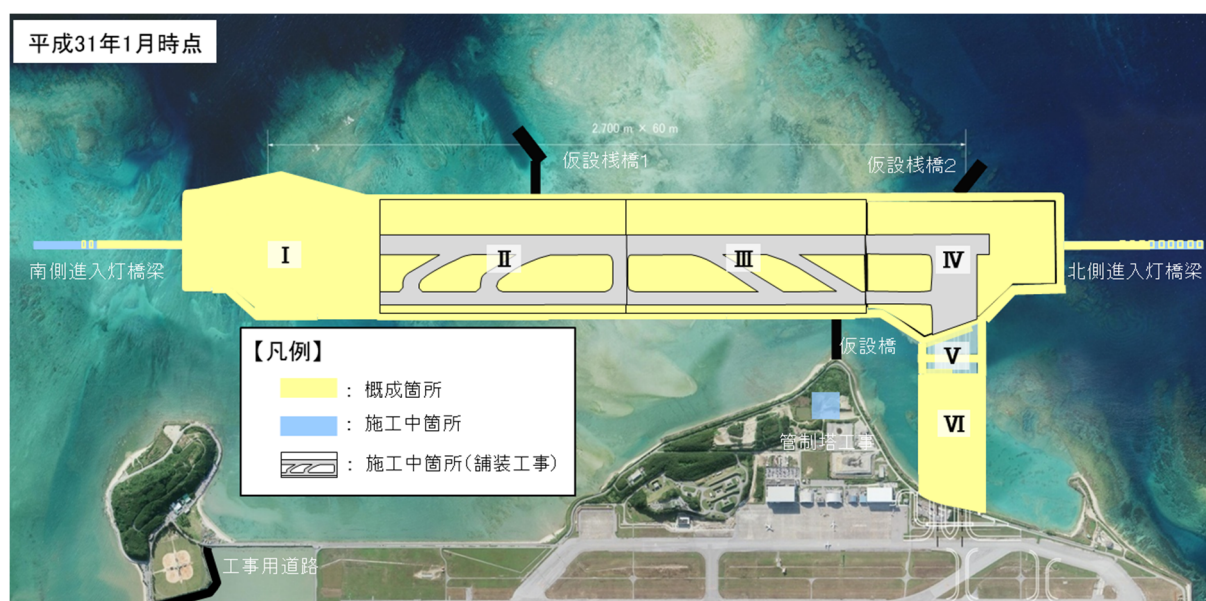 平成31年1月時点
2,700 m × 60 m
仮設桟橋1
仮設桟橋2
Ⅰ
Ⅱ
Ⅲ
Ⅳ
南側進入灯橋梁
北側進入灯橋梁
仮設橋
Ⅴ
【凡例】
：概成箇所
：施工中箇所
：施工中箇所(舗装工事)
Ⅵ
管制塔工事
工事用道路